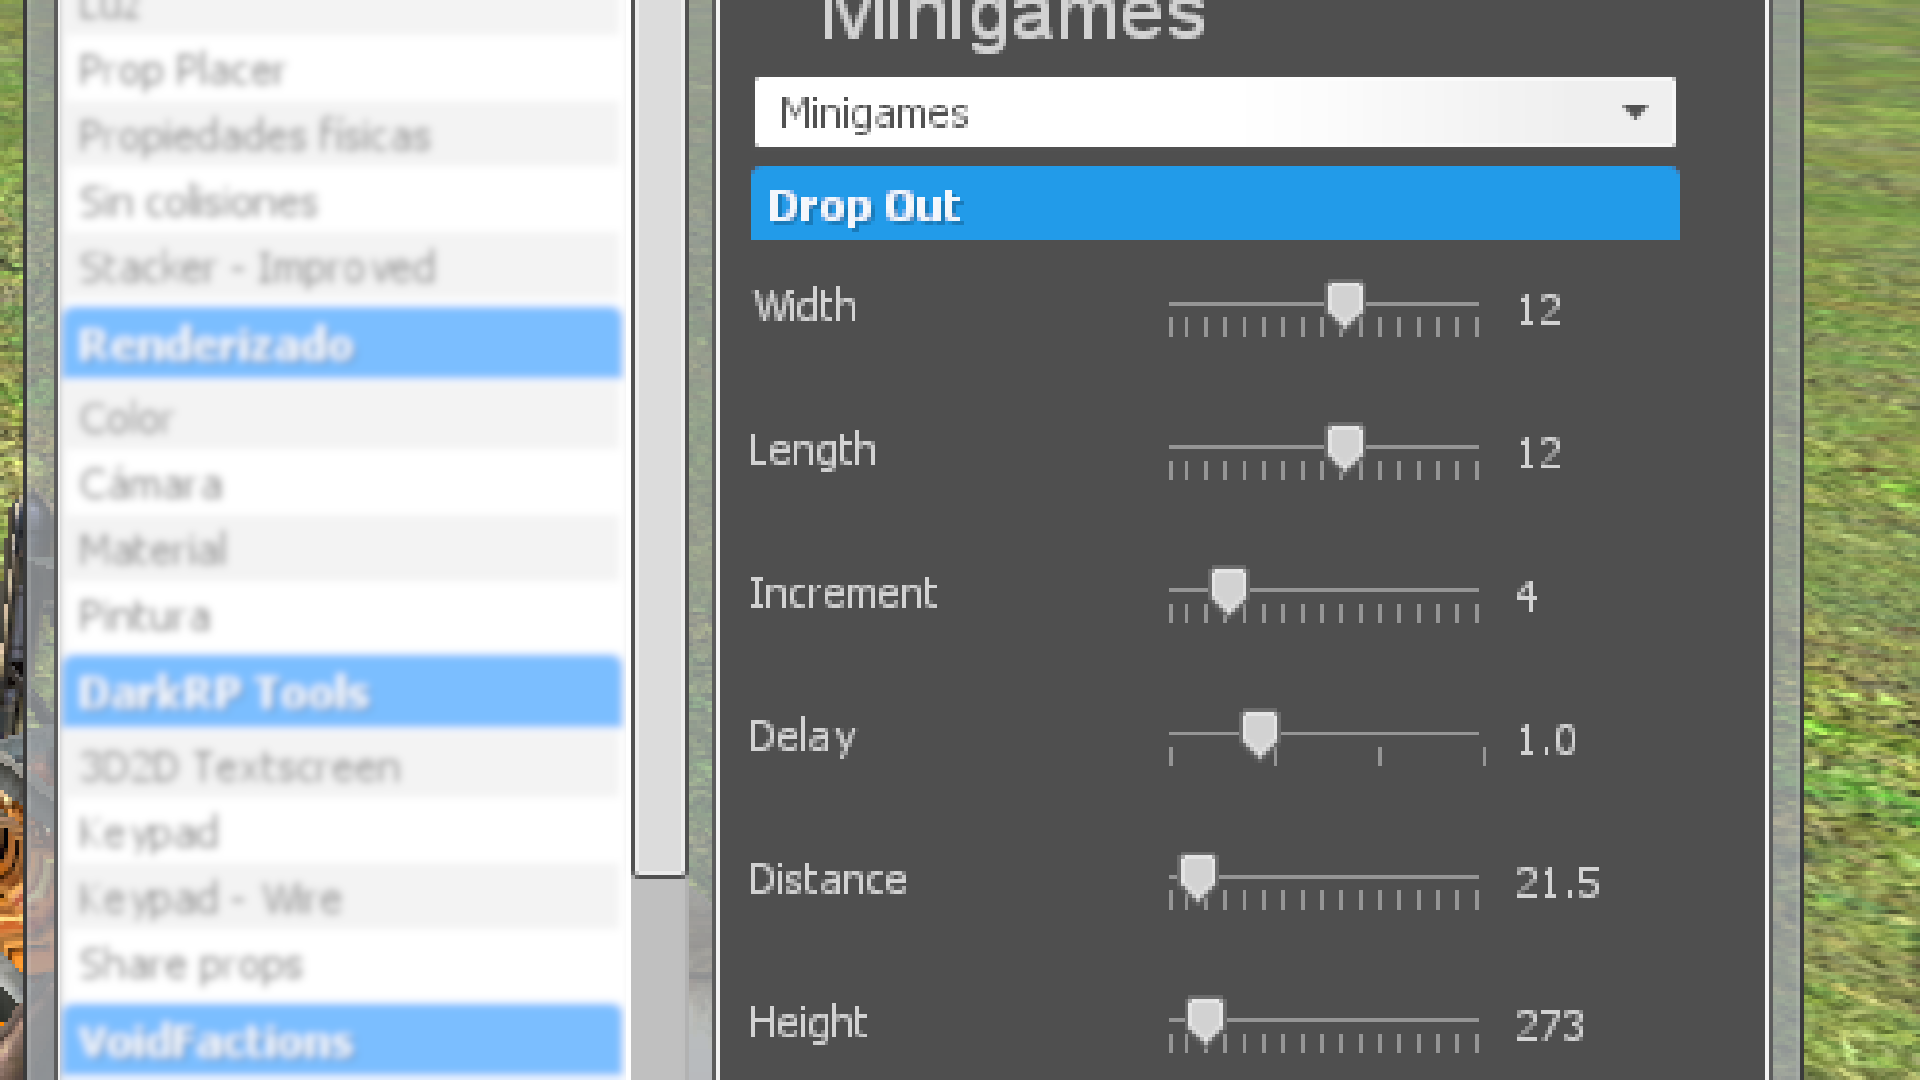 Luz
Prop Placer
Propiedades físicas
Sin colisiones
Stacker - Improved
Renderizado
Color
Cámara
Material
Pintura
DarkRP Tools
3D2D Textscreen
Keypad
Keypad - Wire
Share props
VoidFactions
Minigames
Minigames
Drop Out
Width 12
Length 12
Increment 4
Delay 1.0
Distance 21.5
Height 273